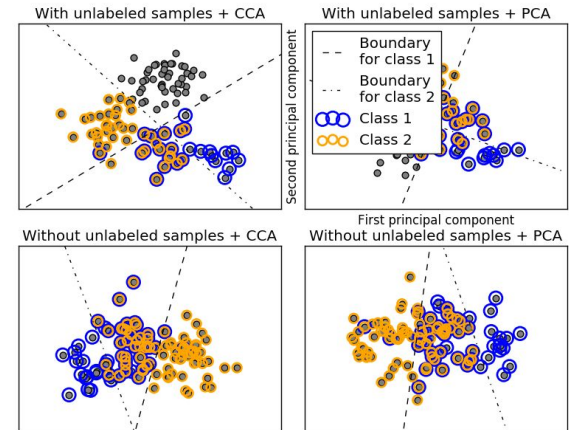 With unlabeled samples + CCA
With unlabeled samples + PCA
Second principal component
Boundary
for class 1
Boundary
for class 2
Class 1
Class 2
First principal component
Without unlabeled samples + CCA
Without unlabeled samples + PCA